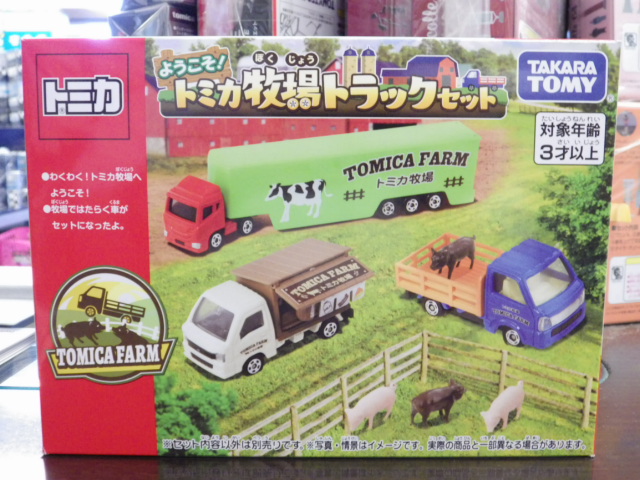 トミカ
ようこそ!
ぼくじょう
トミカ牧場トラックセット
TAKARA
TOMY
たいしょうねんれい
対象年齢
さいいじょう
3才以上
●わくわく!トミカ牧場へ
ようこそ!
●牧場ではたらく車が
セットになったよ。
TOMICA FARM
トミカ牧場
TOMICA FARM
トミカ牧場
TOMICA FARM
※セット内容以外は別売りです。※写真・情景はイメージです。実際の商品と一部異なる場合があります。